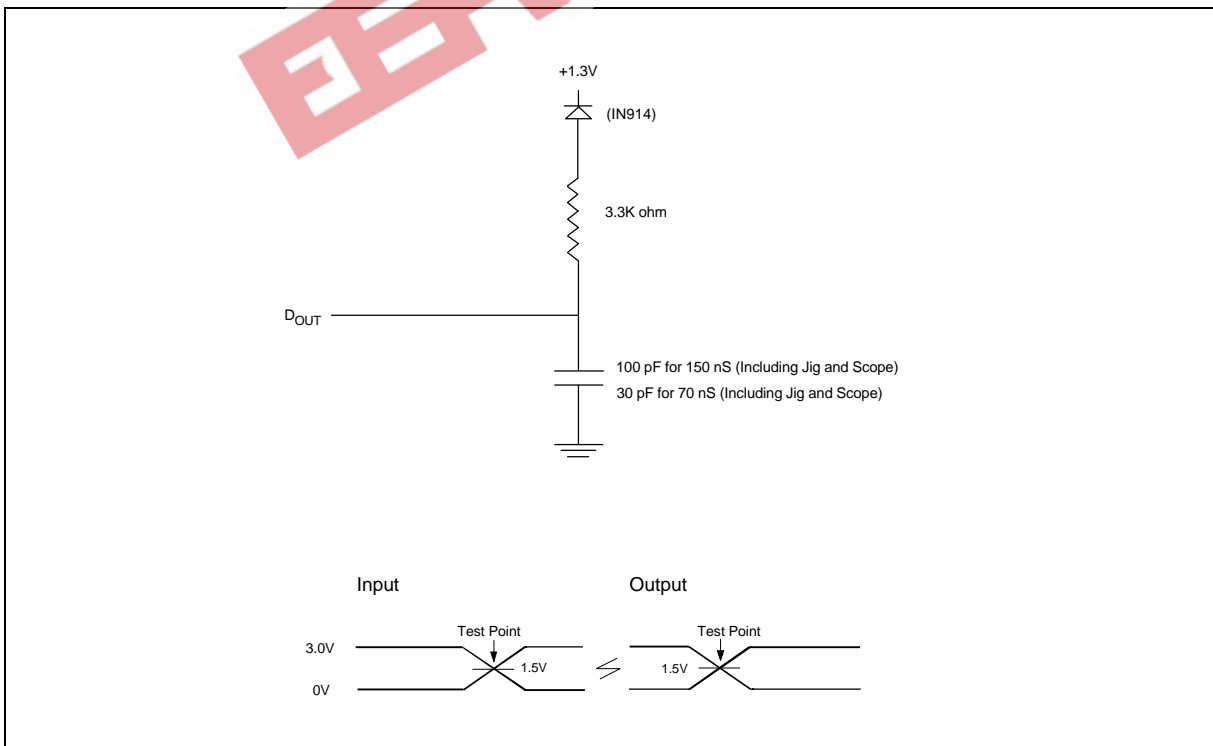 +1.3V
(IN914)
3.3K ohm
DOUT
100 pF for 150 nS (Including Jig and Scope)
30 pF for 70 nS (Including Jig and Scope)
Input Output
Test Point Test Point
3.0V
1.5V 1.5V
0V